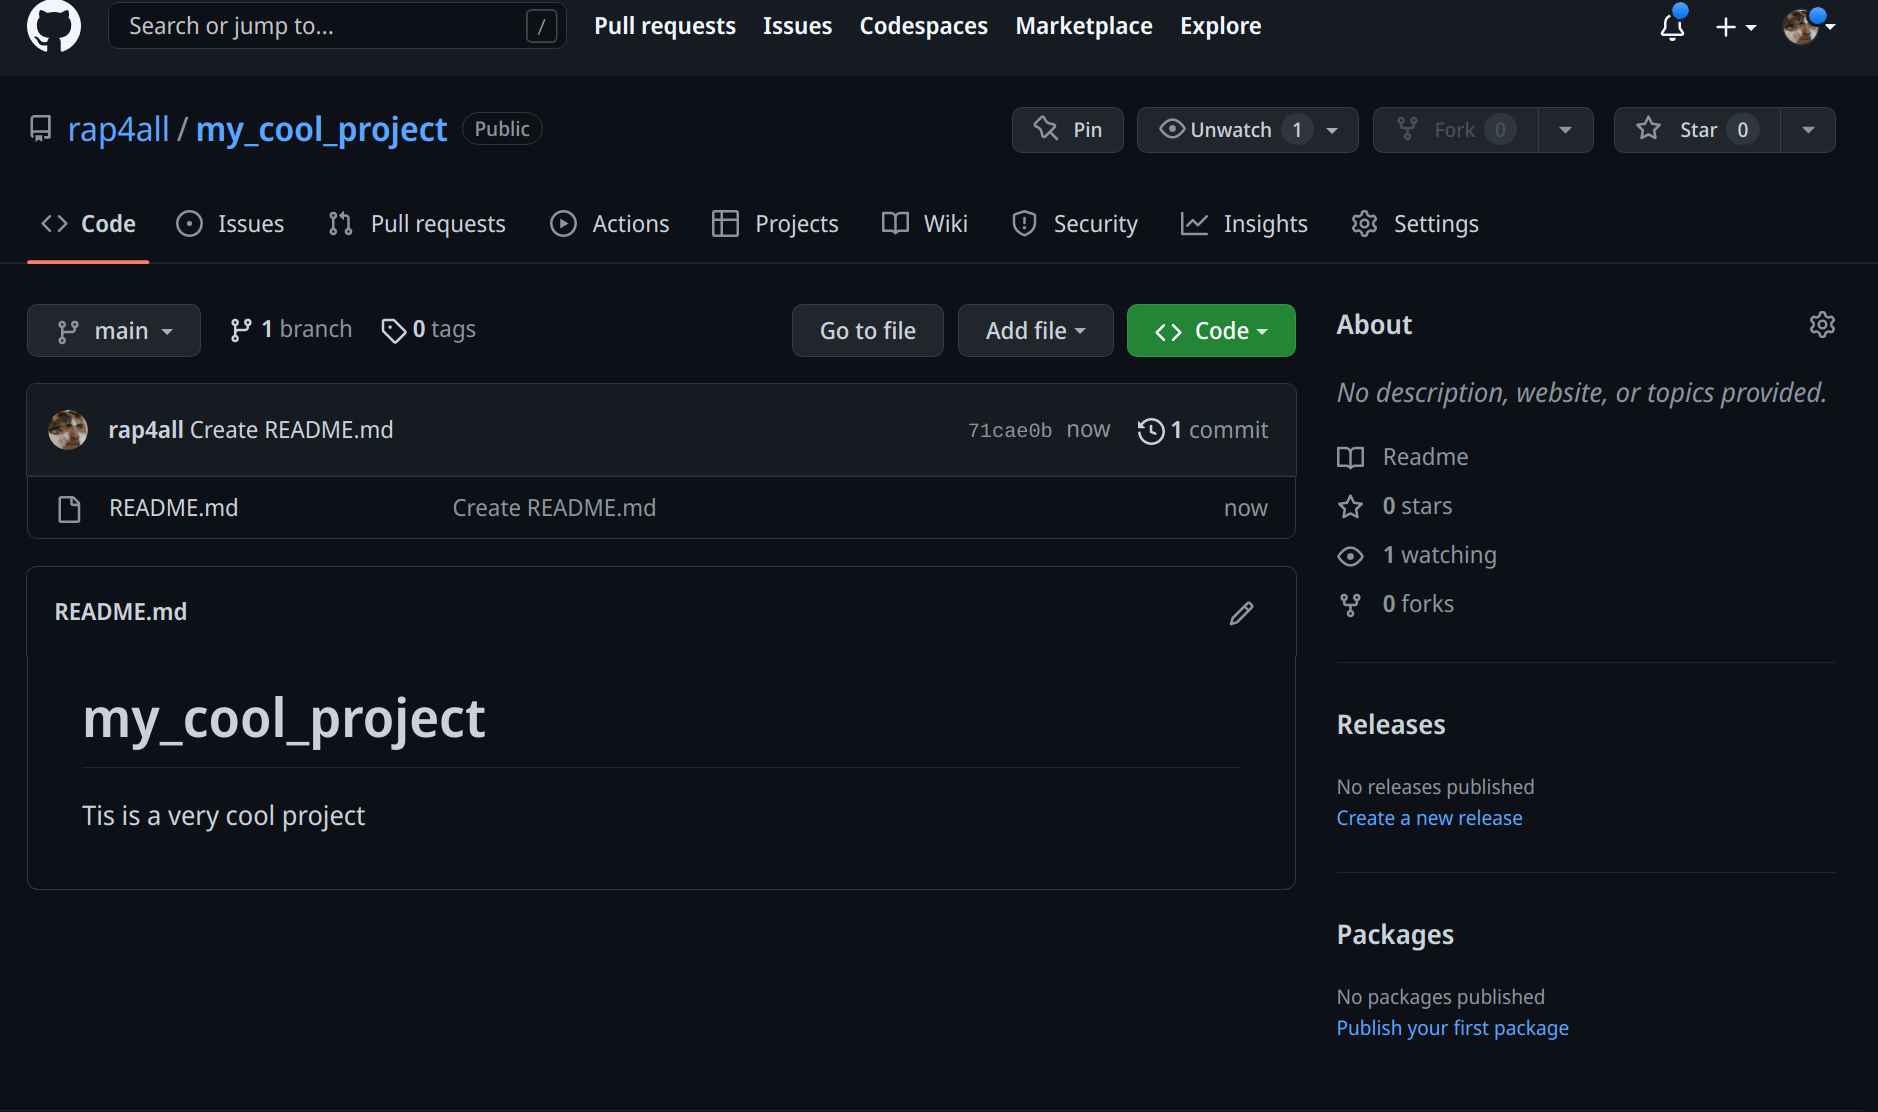 Search or jump to... / Pull requests Issues Codespaces Marketplace Explore
rap4all / my_cool_project Public Pin Unwatch 1 Fork 0 Star 0
Code Issues Pull requests Actions Projects Wiki Security Insights Settings
main 1 branch 0 tags Go to file Add file Code
rap4all Create README.md 71cae0b now 1 commit
README.md Create README.md now
README.md
my_cool_project
Tis is a very cool project
About
No description, website, or topics provided.
Readme
0 stars
1 watching
0 forks
Releases
No releases published
Create a new release
Packages
No packages published
Publish your first package